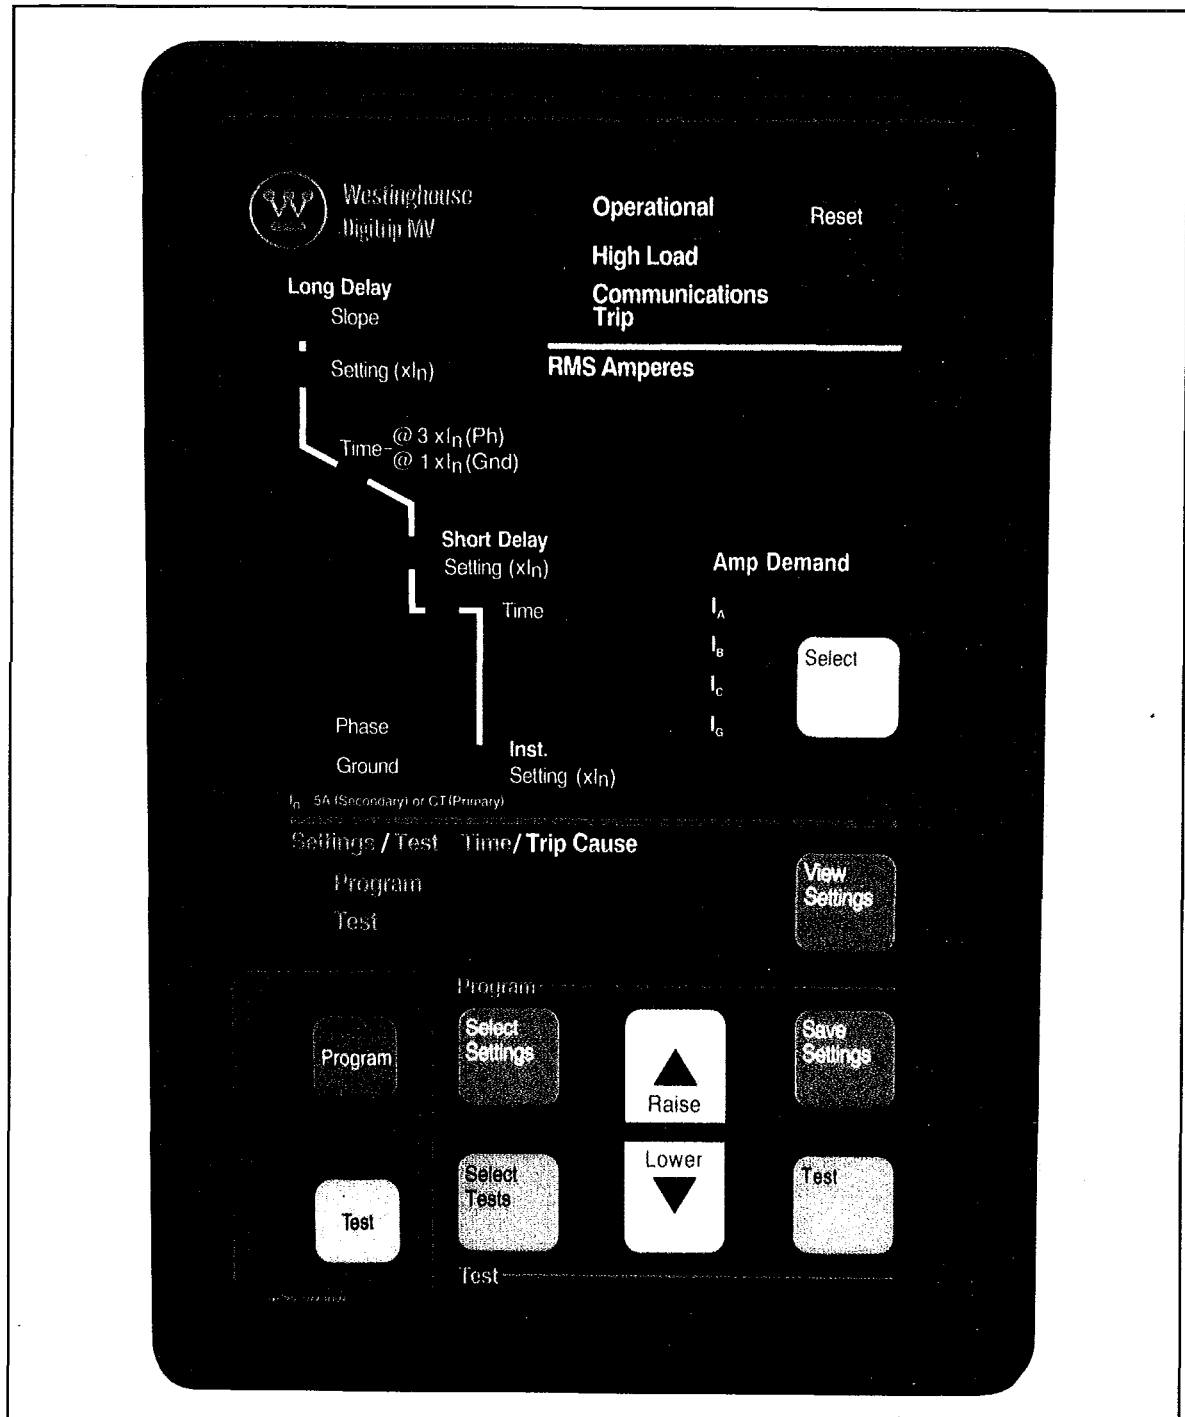 Westinghouse
Digitrip MV
Operational
Reset
High Load
Communications
Trip
RMS Amperes
Long Delay
Slope
Setting (xIn)
Time
@ 3 xIn (Ph)
@ 1 xIn (Gnd)
Short Delay
Setting (xIn)
Time
Amp Demand
IA
IB
IC
IG
Select
Phase
Ground
Inst.
Setting (xIn)
In 5A (Secondary) or CT (Primary)
Settings / Test Time / Trip Cause
Program
Test
View
Settings
Program
Program
Select
Settings
Raise
Save
Settings
Test
Select
Tests
Lower
Test
Test